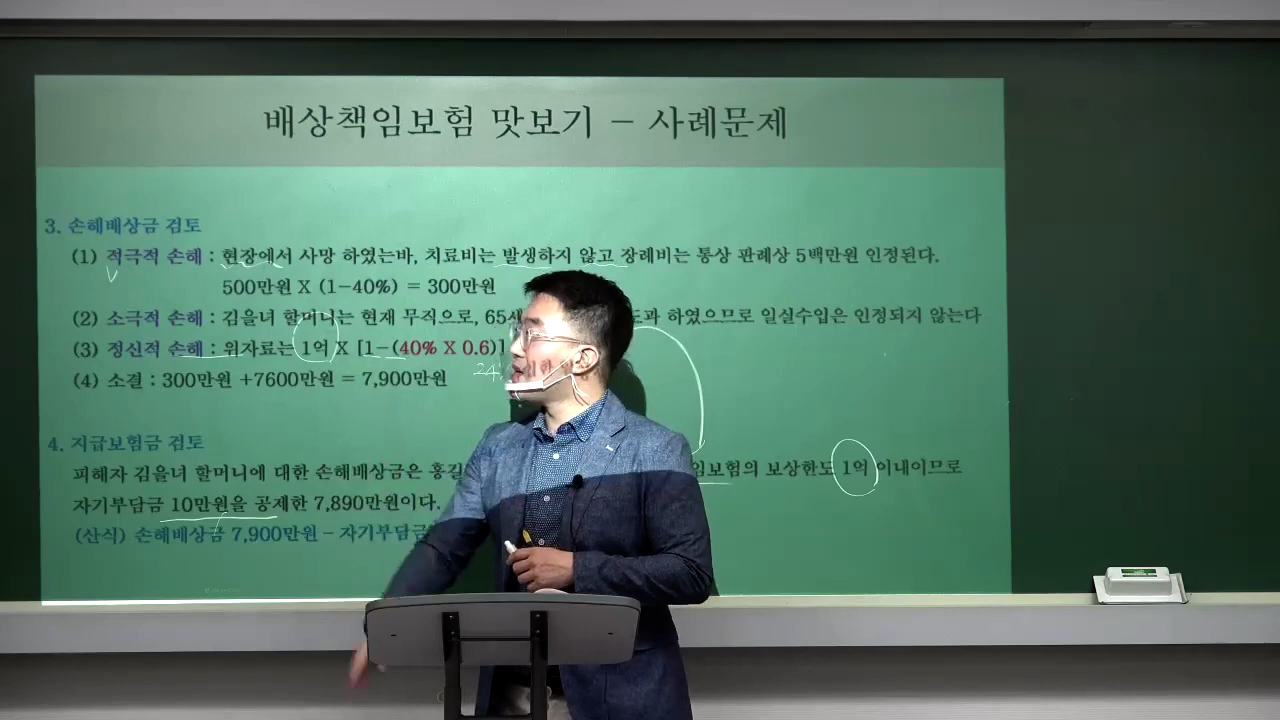 배상책임보험 맛보기 – 사례문제
3. 손해배상금 검토
(1) 적극적 손해 : 현장에서 사망 하였는바, 치료비는 발생하지 않고 장례비는 통상 판례상 5백만원 인정된다.
500만원 X (1-40%) = 300만원
(2) 소극적 손해 : 김을녀 할머니는 현재 무직으로, 65세 도과 하였으므로 일실수입은 인정되지 않는다
(3) 정신적 손해 : 위자료는 1억 X [1-(40% X 0.6)]
24
(4) 소결 : 300만원 +7600만원 = 7,900만원
4. 지급보험금 검토
피해자 김을녀 할머니에 대한 손해배상금은 홍길 임보험의 보상한도 1억 이내이므로
자기부담금 10만원을 공제한 7,890만원이다.
(산식) 손해배상금 7,900만원 – 자기부담금